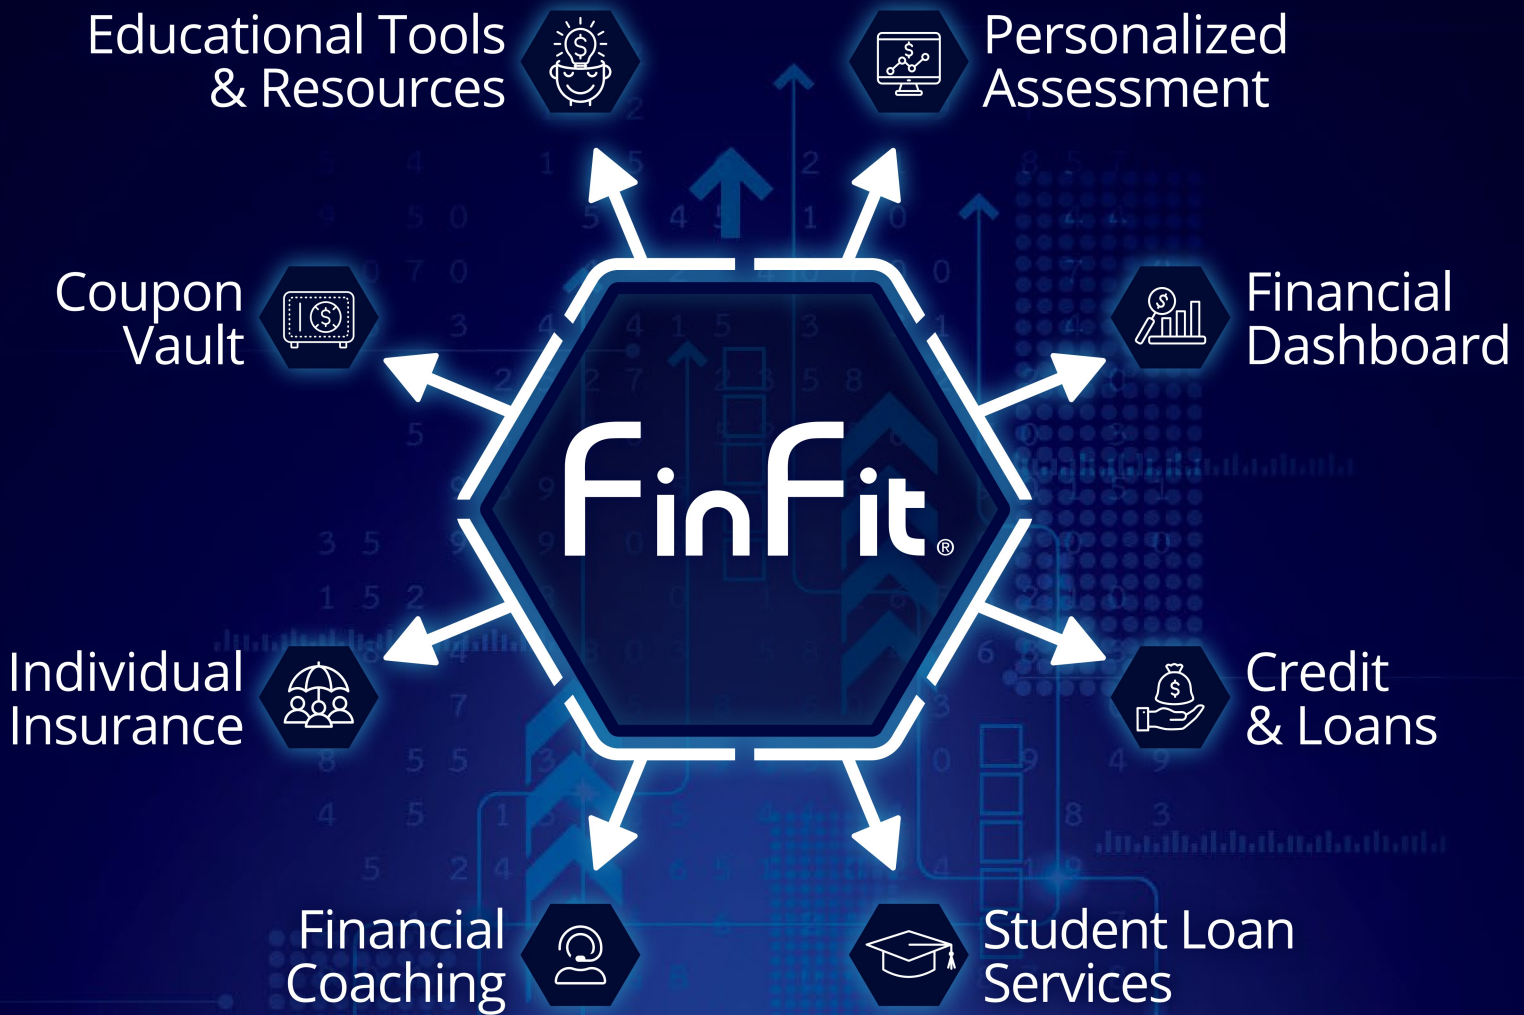 Educational Tools
& Resources
Personalized
Assessment
Coupon
Vault
Financial
Dashboard
FinFit®
Individual
Insurance
Credit
& Loans
Financial
Coaching
Student Loan
Services